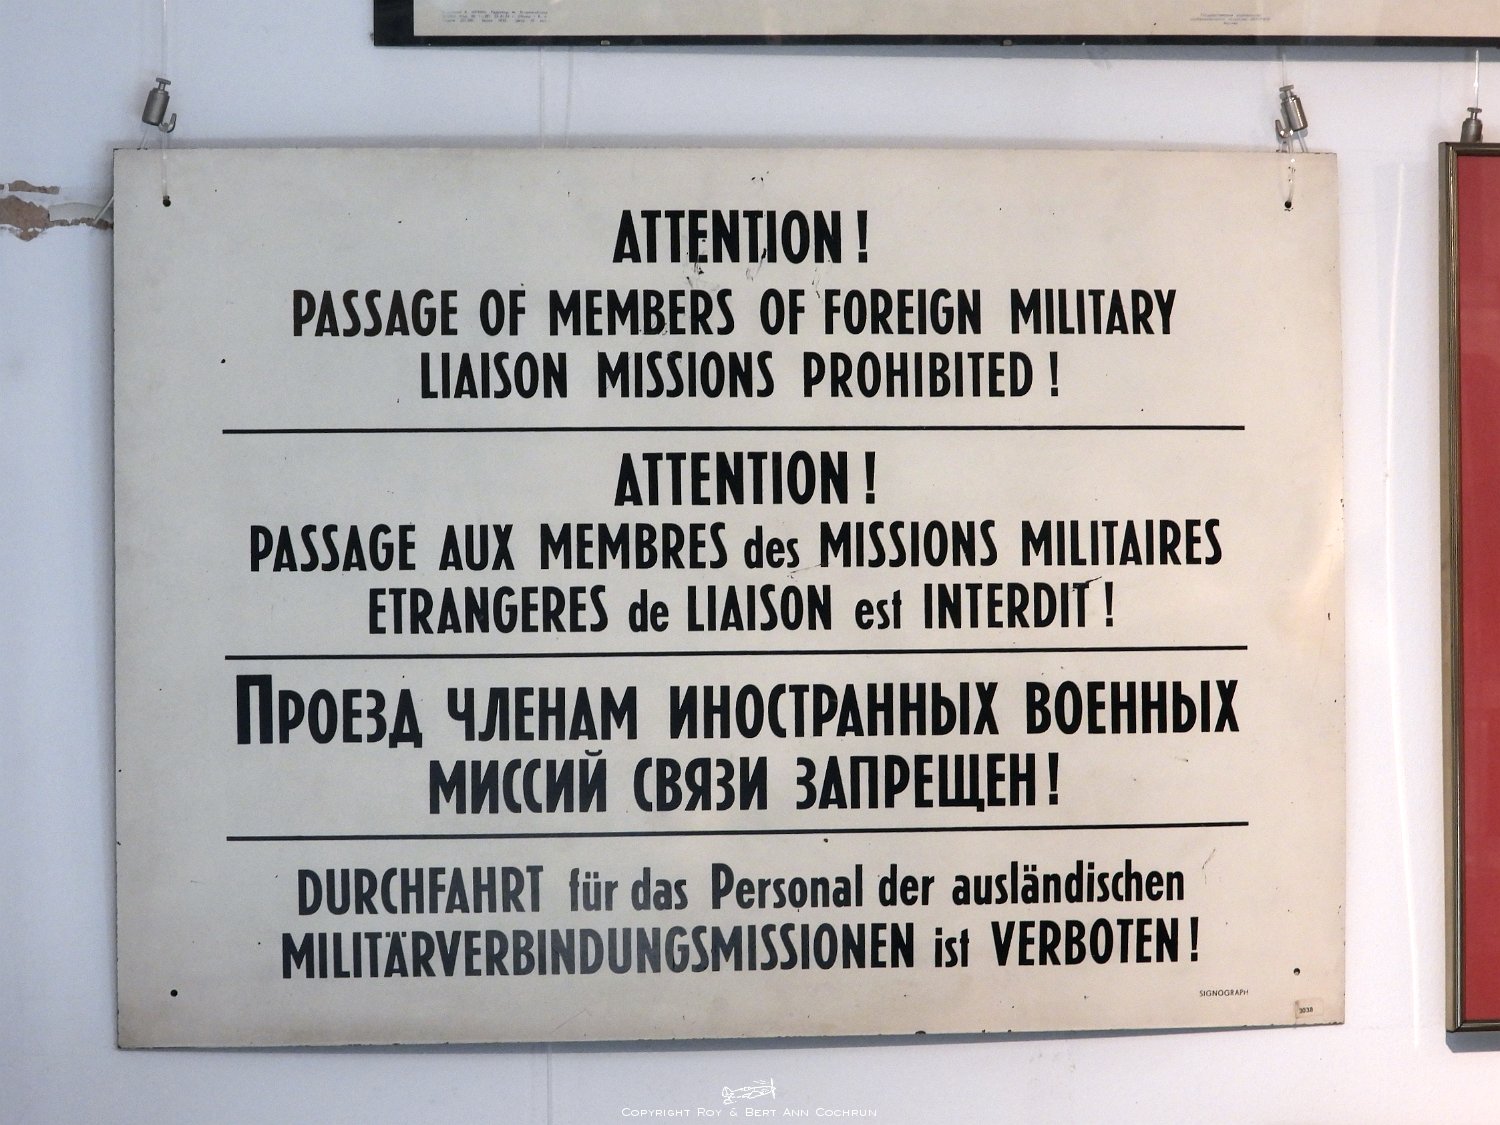 ATTENTION !
PASSAGE OF MEMBERS OF FOREIGN MILITARY
LIAISON MISSIONS PROHIBITED !
ATTENTION !
PASSAGE AUX MEMBRES des MISSIONS MILITAIRES
ETRANGERES de LIAISON est INTERDIT !
ПРОЕЗД ЧЛЕНАМ ИНОСТРАННЫХ ВОЕННЫХ
МИССИЙ СВЯЗИ ЗАПРЕЩЕН!
DURCHFAHRT für das Personal der ausländischen
MILITÄRVERBINDUNGSMISSIONEN ist VERBOTEN!
SIGNOGRAPH
3038
COPYRIGHT ROY & BERT ANN COCHRUN